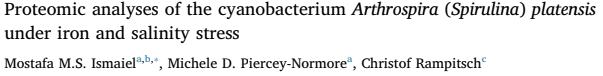 Proteomic analyses of the cyanobacterium Arthrospira (Spirulina) platensis
under iron and salinity stress
Mostafa M.S. Ismaiel a,b,*, Michele D. Piercey-Normore a, Christof Rampitsch c